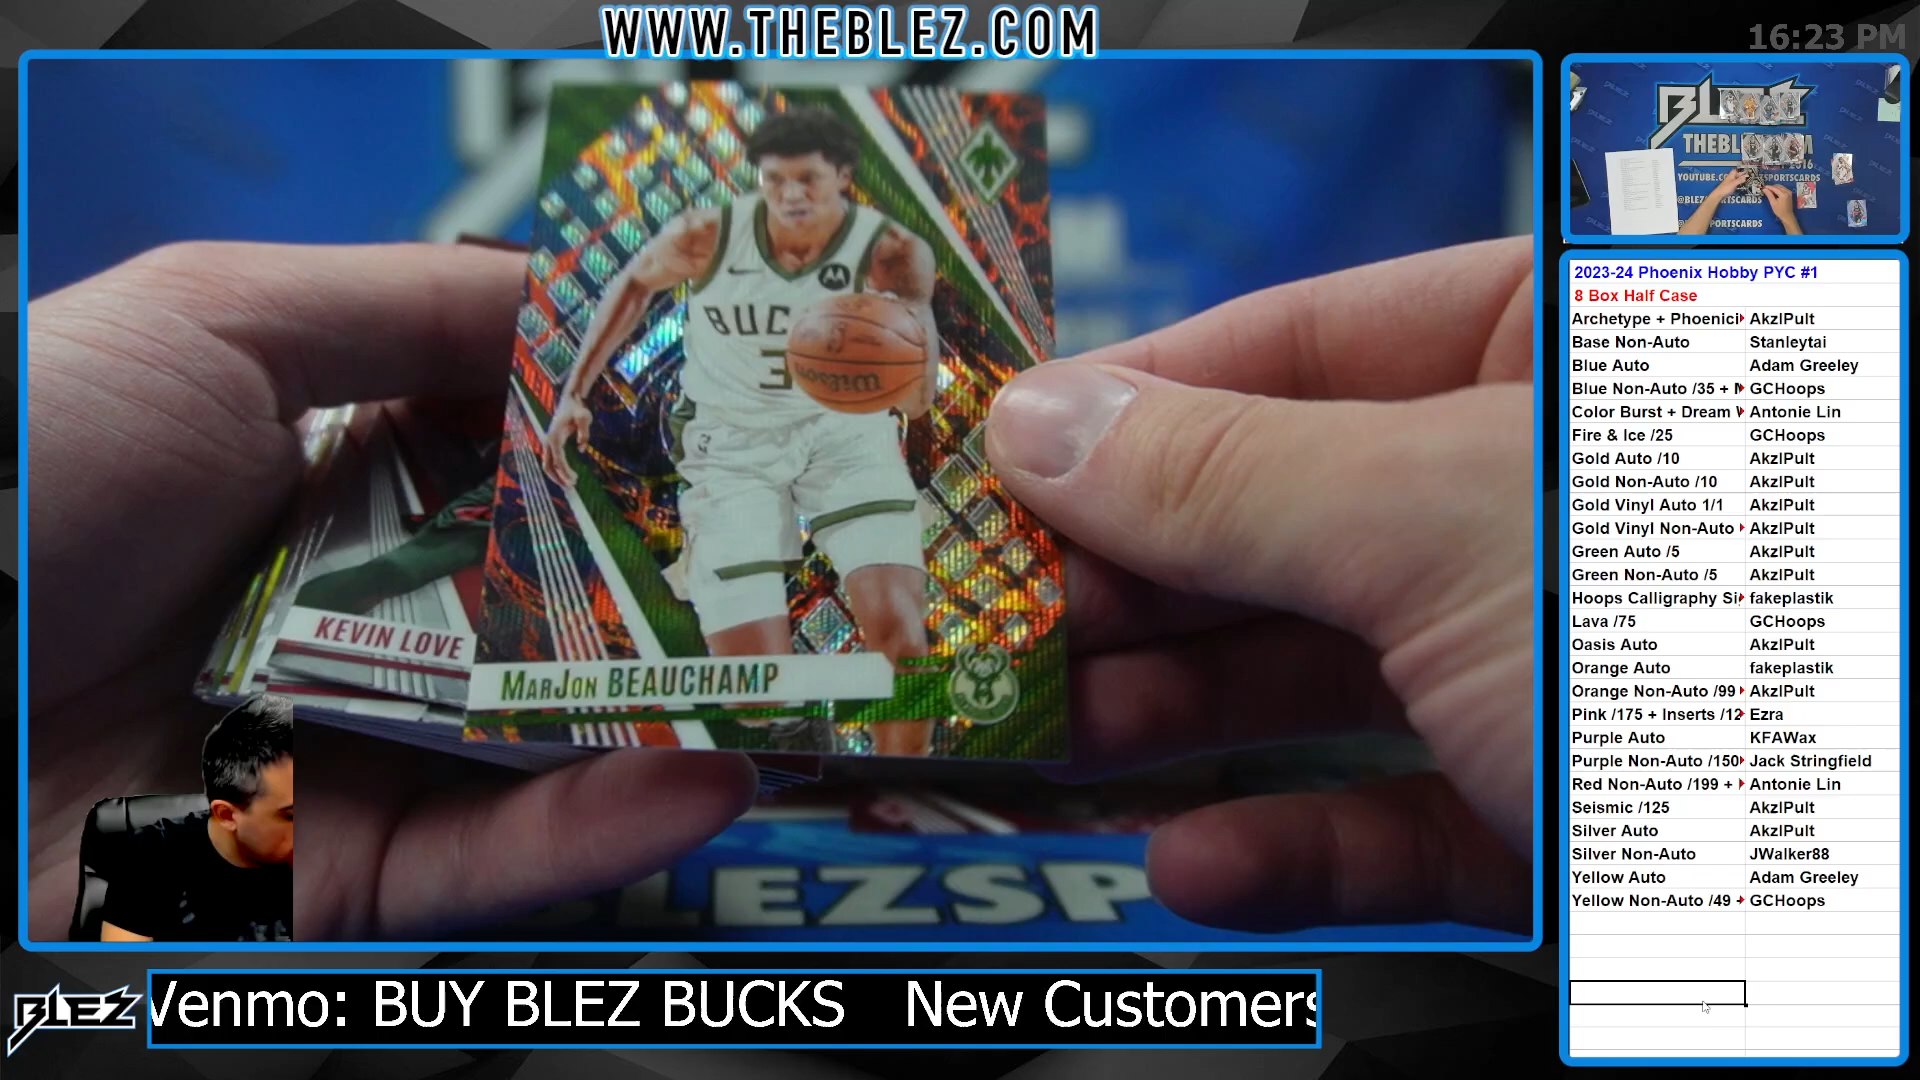 WWW.THEBLEZ.COM
16:23 PM
BUC
3
Wilson
KEVIN LOVE
MARJON BEAUCHAMP
LEZSP
BLEZ
THEBL
YOUTUBE.CO
SPORTSCARDS
2023-24 Phoenix Hobby PYC #1
8 Box Half Case
Archetype + Phoenici AkzlPult
Base Non-Auto Stanleytai
Blue Auto Adam Greeley
Blue Non-Auto /35 + GCHoops
Color Burst + Dream Antonie Lin
Fire & Ice /25 GCHoops
Gold Auto /10 AkzlPult
Gold Non-Auto /10 AkzlPult
Gold Vinyl Auto 1/1 AkzlPult
Gold Vinyl Non-Auto AkzlPult
Green Auto /5 AkzlPult
Green Non-Auto /5 AkzlPult
Hoops Calligraphy Si fakeplastik
Lava /75 GCHoops
Oasis Auto AkzlPult
Orange Auto fakeplastik
Orange Non-Auto /99 AkzlPult
Pink /175 + Inserts /12 Ezra
Purple Auto KFAWax
Purple Non-Auto /150 Jack Stringfield
Red Non-Auto /199 + Antonie Lin
Seismic /125 AkzlPult
Silver Auto AkzlPult
Silver Non-Auto JWalker88
Yellow Auto Adam Greeley
Yellow Non-Auto /49 + GCHoops
BLEZ
Venmo: BUY BLEZ BUCKS New Customers